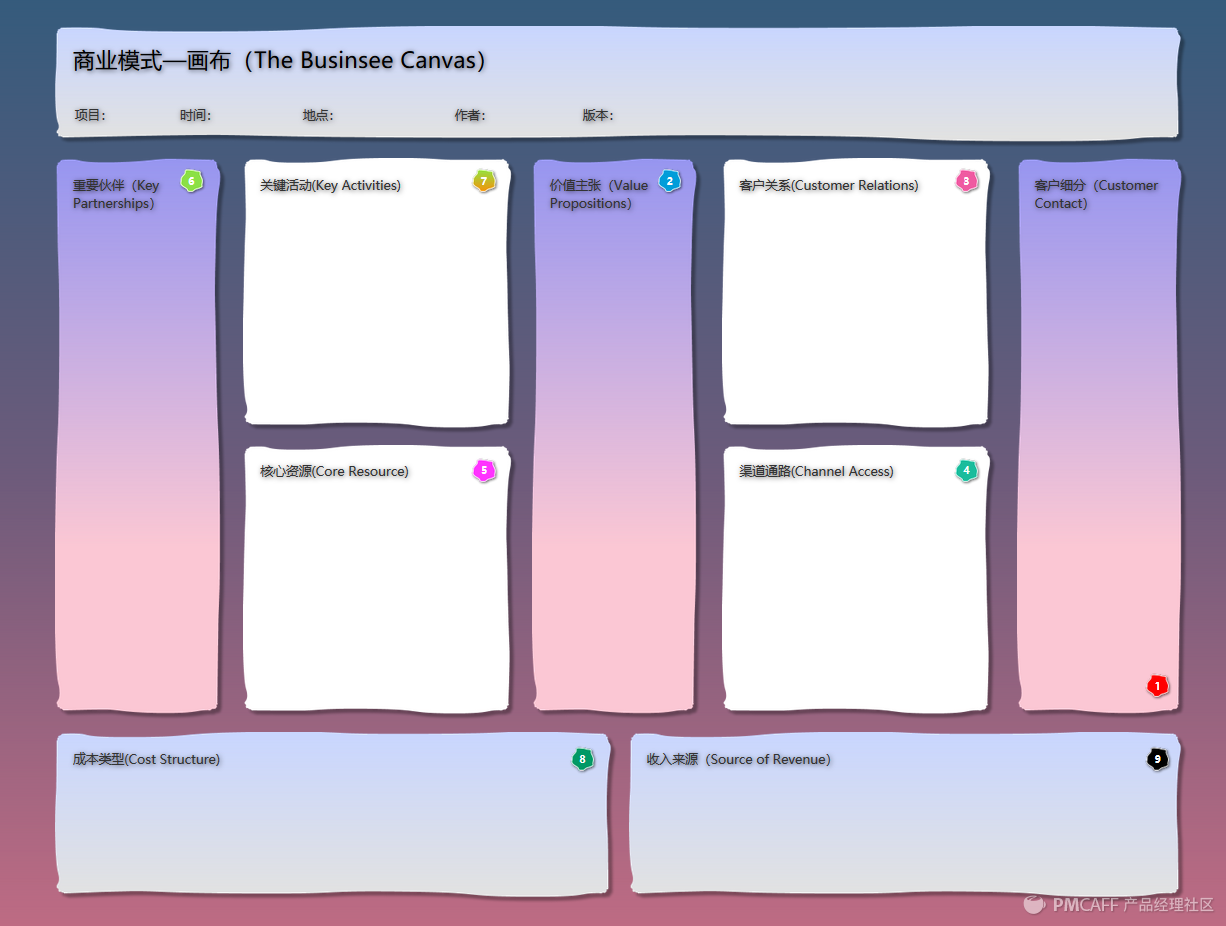 商业模式—画布（The Businsee Canvas）
项目： 时间： 地点： 作者： 版本：
重要伙伴（Key
Partnerships）
6
关键活动(Key Activities)
7
价值主张（Value
Propositions）
2
客户关系(Customer Relations)
3
客户细分（Customer
Contact）
核心资源(Core Resource)
5
渠道通路(Channel Access)
4
1
成本类型(Cost Structure)
8
收入来源（Source of Revenue）
9
PMCAFF 产品经理社区